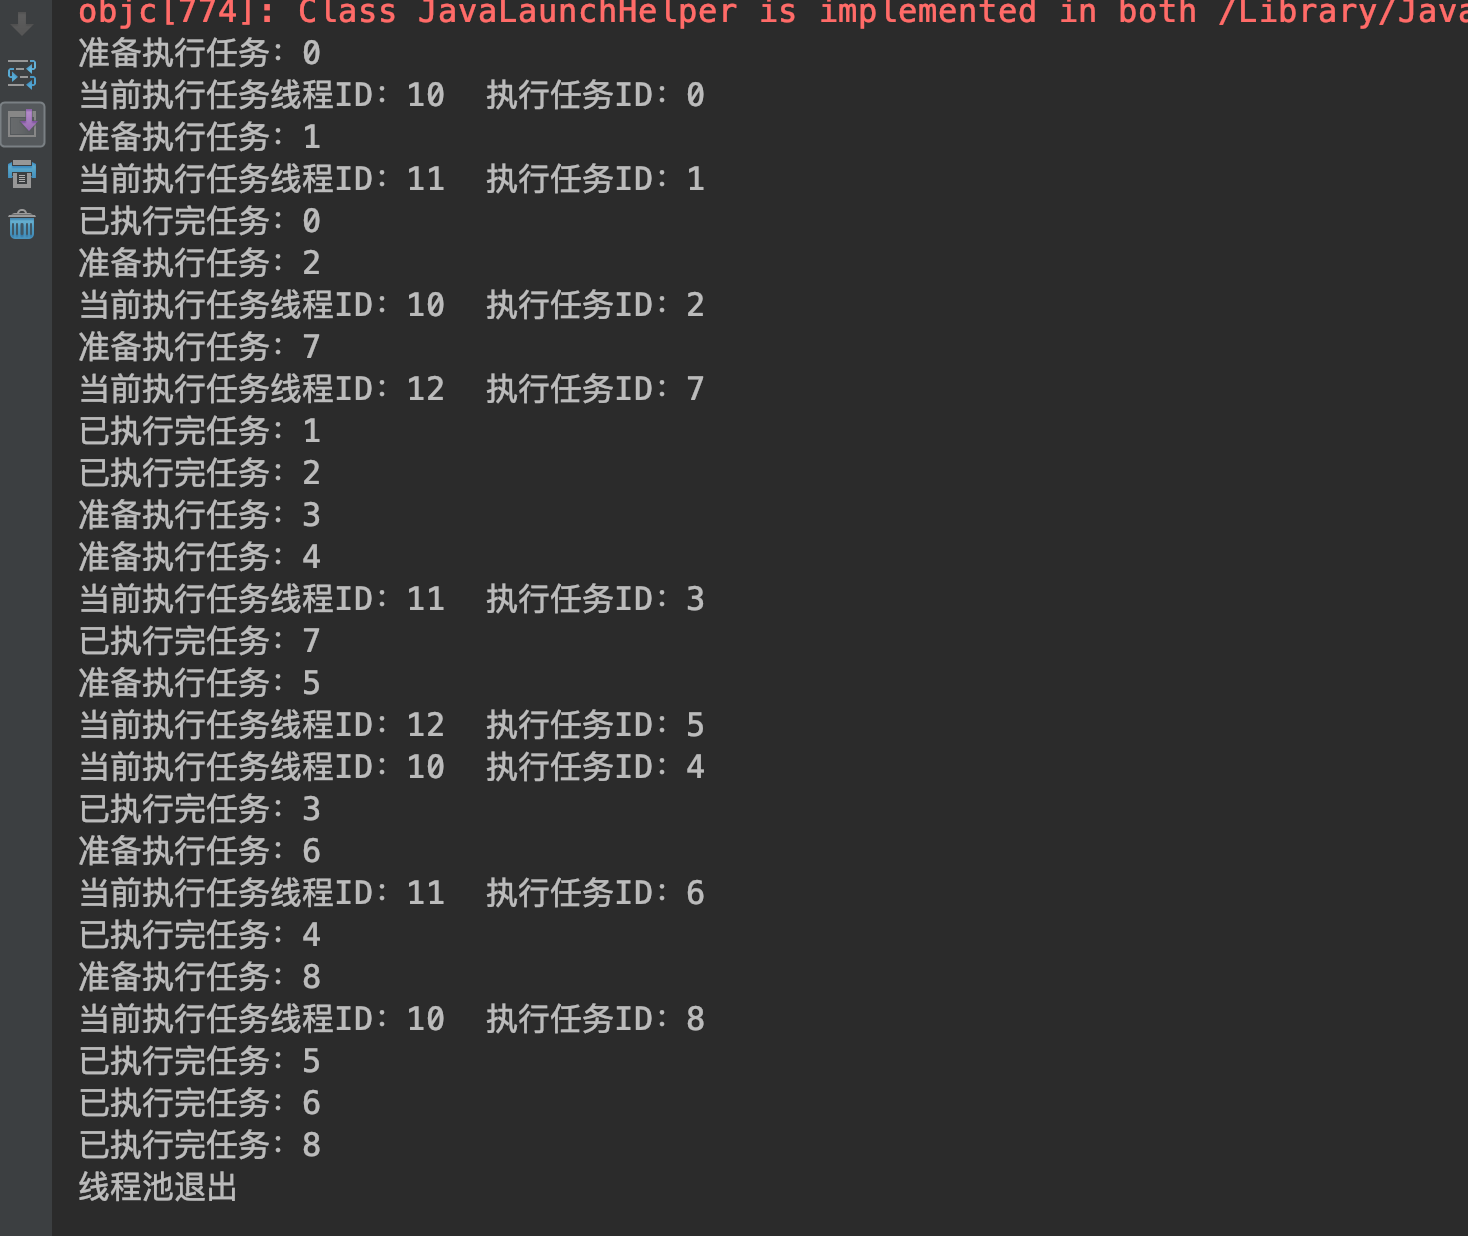 objc[774]: Class JavaLaunchHelper is implemented in both /Library/Java
准备执行任务：0
当前执行任务线程ID：10  执行任务ID：0
准备执行任务：1
当前执行任务线程ID：11  执行任务ID：1
已执行完任务：0
准备执行任务：2
当前执行任务线程ID：10  执行任务ID：2
准备执行任务：7
当前执行任务线程ID：12  执行任务ID：7
已执行完任务：1
已执行完任务：2
准备执行任务：3
准备执行任务：4
当前执行任务线程ID：11  执行任务ID：3
已执行完任务：7
准备执行任务：5
当前执行任务线程ID：12  执行任务ID：5
当前执行任务线程ID：10  执行任务ID：4
已执行完任务：3
准备执行任务：6
当前执行任务线程ID：11  执行任务ID：6
已执行完任务：4
准备执行任务：8
当前执行任务线程ID：10  执行任务ID：8
已执行完任务：5
已执行完任务：6
已执行完任务：8
线程池退出